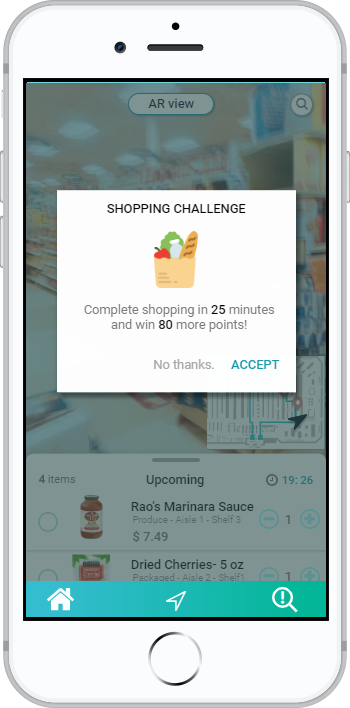 AR view
SHOPPING CHALLENGE
Complete shopping in 25 minutes
and win 80 more points!
No thanks. ACCEPT
4 items Upcoming 19: 26
Rao's Marinara Sauce
Produce - Aisle 1 - Shelf 3
1
$ 7.49
Dried Cherries- 5 oz
Packaged - Aisle 2 - Shelf1
1